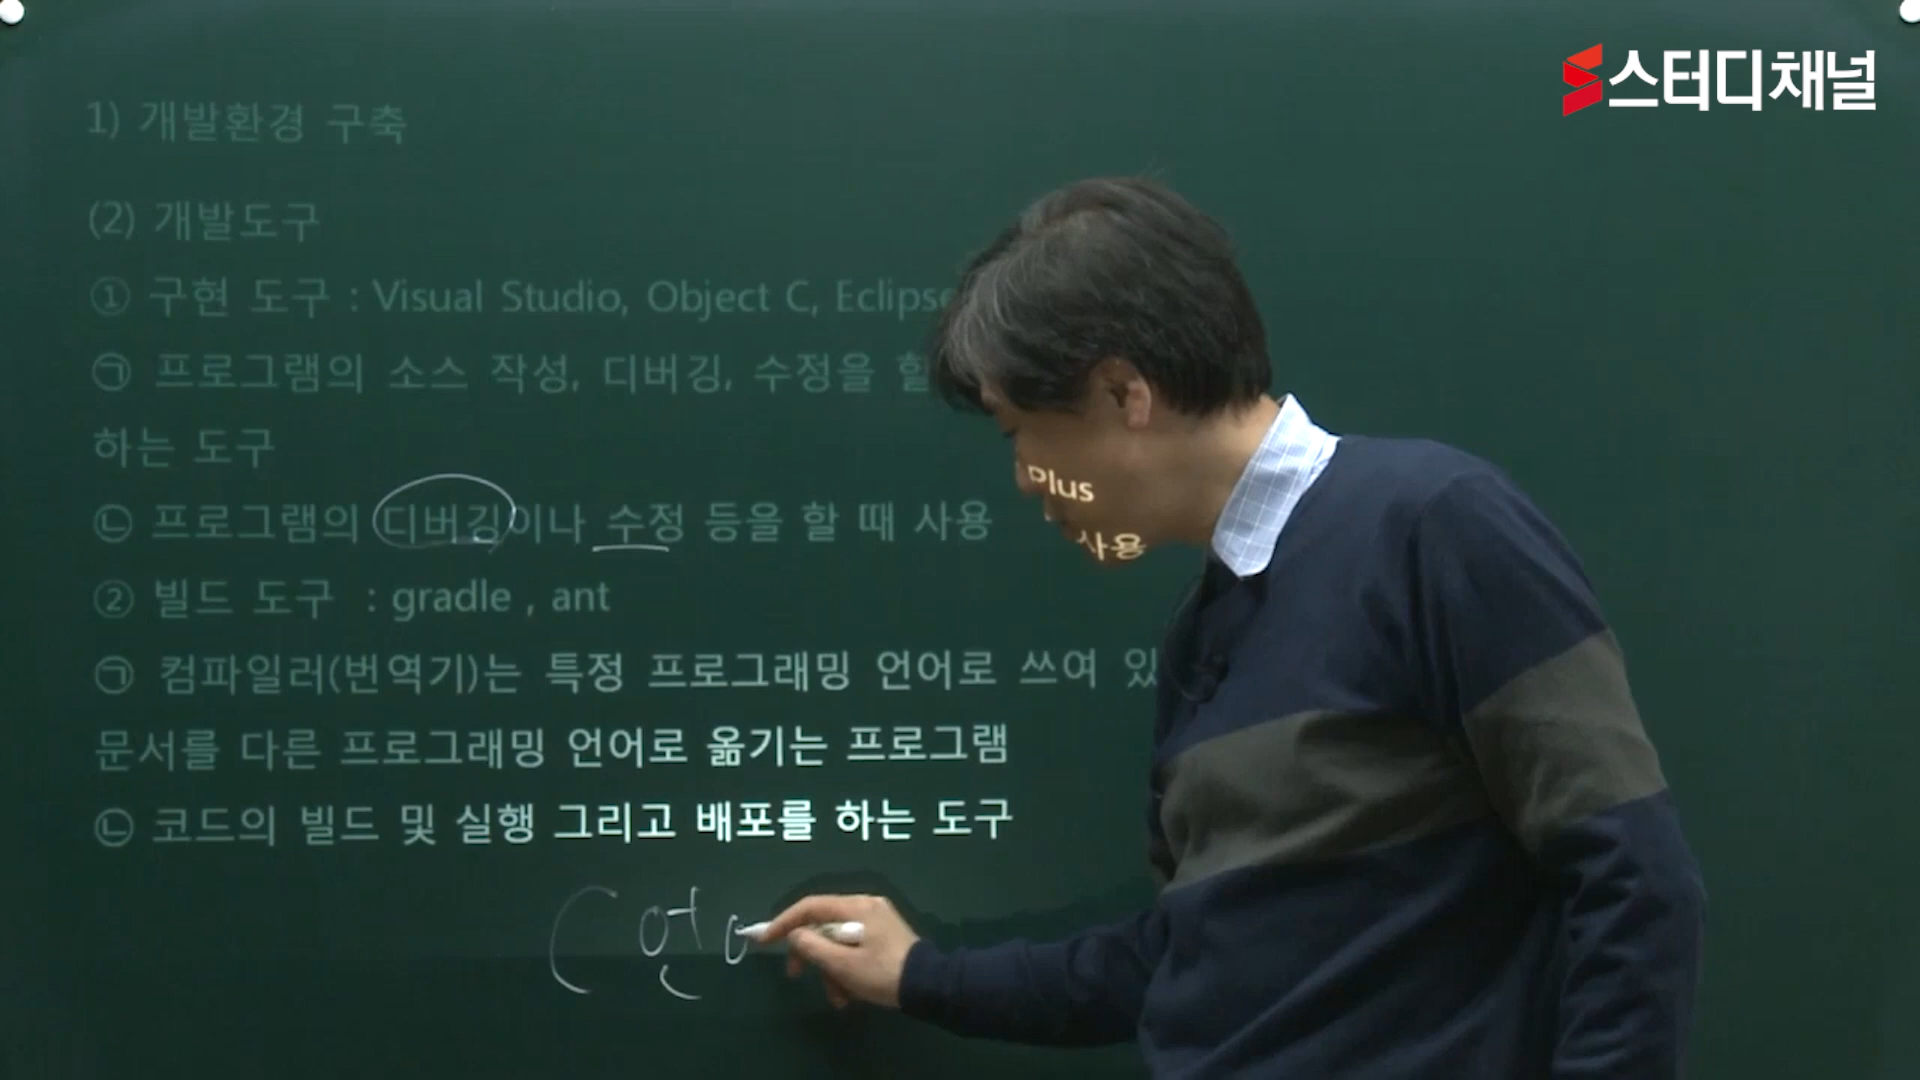 스터디채널
1) 개발환경 구축
(2) 개발도구
① 구현 도구 : Visual Studio, Object C, Eclipse
㉠ 프로그램의 소스 작성, 디버깅, 수정을 할
Plus
하는 도구
㉡ 프로그램의 디버깅이나 수정 등을 할 때 사용
사용
② 빌드 도구 : gradle , ant
㉠ 컴파일러(번역기)는 특정 프로그래밍 언어로 쓰여 있
문서를 다른 프로그래밍 언어로 옮기는 프로그램
㉡ 코드의 빌드 및 실행 그리고 배포를 하는 도구
( 언